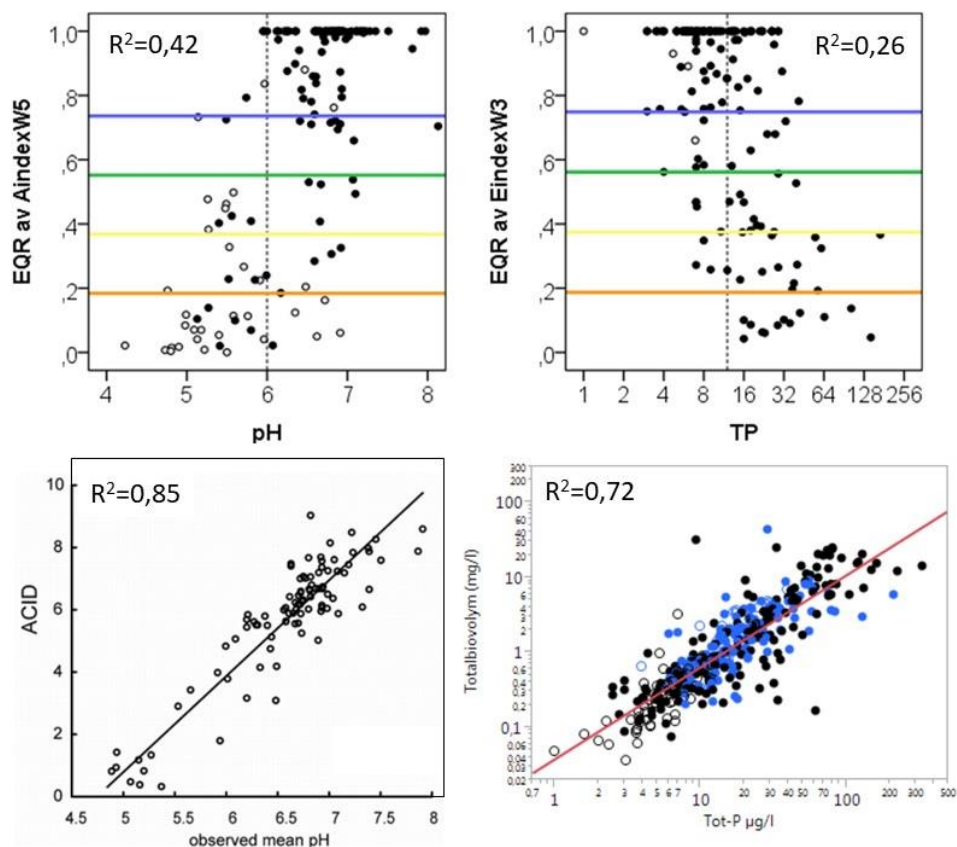 R²=0,42
1,0
,8
,6
,4
,2
,0
EQR av AindexW5
4 5 6 7 8
pH
R²=0,26
1,0
,8
,6
,4
,2
,0
EQR av EindexW3
1 2 4 8 16 32 64 128 256
TP
R²=0,85
10
8
6
4
2
0
ACID
4.5 5 5.5 6 6.5 7 7.5 8
observed mean pH
R²=0,72
300
100
60
40
30
20
10
6
4
3
2
1
0,6
0,4
0,3
0,2
0,1
0,06
0,04
0,03
0,02
Totalbiovolym (mg/l)
0.7 1 2 3 4 5 6 10 20 30 40 50 100 200 300 500
Tot-P µg/l